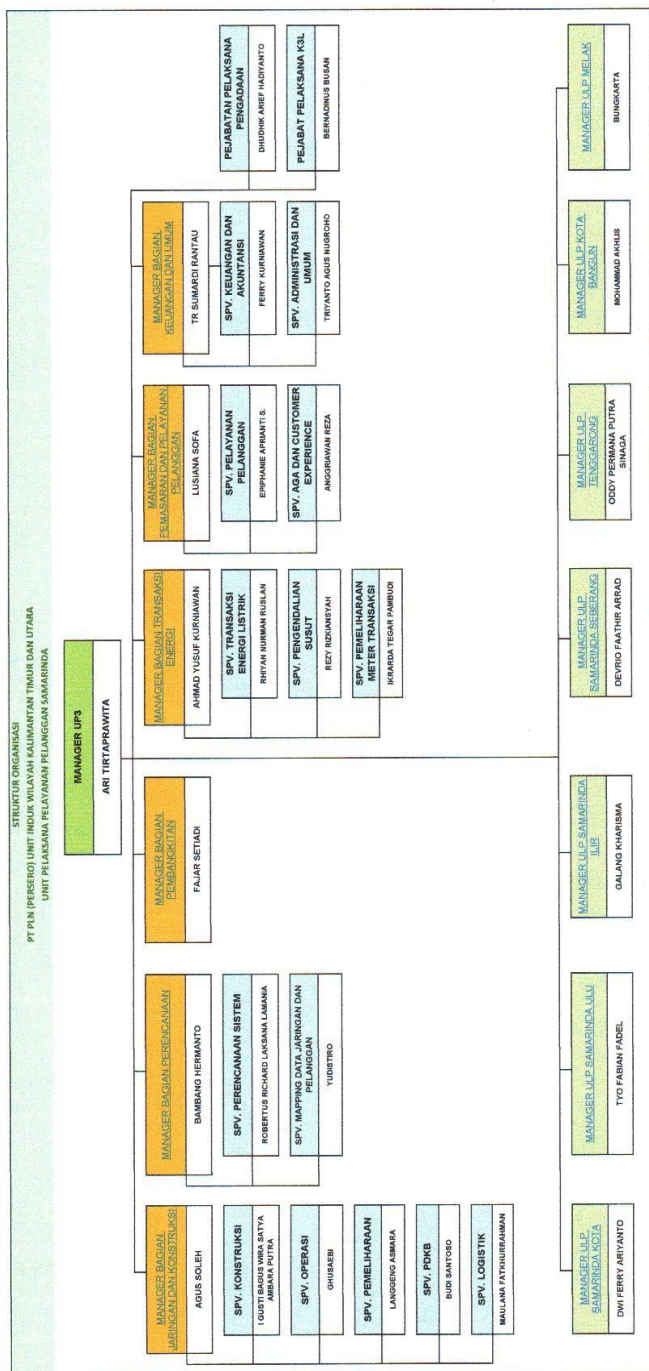 STRUKTUR ORGANISASI
PT PLN (PERSERO) UNIT INDUK WILAYAH KALIMANTAN TIMUR DAN UTARA
UNIT PELAKSANA PELAYANAN PELANGGAN SAMARINDA
MANAGER UP3
ARI TIRTAPRAWITA
MANAGER BAGIAN
JARINGAN DAN KONSTRUKSI
AGUS SOLEH
SPV. KONSTRUKSI
I GUSTI BAGUS WIRA SATYA
AMBARA PUTRA
SPV. OPERASI
GHUSAEBI
SPV. PEMELIHARAAN
LANGGENG ASMARA
SPV. PDKB
BUDI SANTOSO
SPV. LOGISTIK
MAULANA FATKHURRAHMAN
MANAGER BAGIAN PERENCANAAN
BAMBANG HERMANTO
SPV. PERENCANAAN SISTEM
ROBERTUS RICHARD LAKSANA LAMANIA
SPV. MAPPING DATA JARINGAN DAN
PELANGGAN
YUDISTIRO
MANAGER BAGIAN
PEMBANGKITAN
FAJAR SETIADI
MANAGER BAGIAN TRANSAKSI
ENERGI
AHMAD YUSUF KURNIAWAN
SPV. TRANSAKSI
ENERGI LISTRIK
RHIYAN NURMAN RUSLAN
SPV. PENGENDALIAN
SUSUT
REZY RIZKIANSYAH
SPV. PEMELIHARAAN
METER TRANSAKSI
IKRARDA TEGAR PAMBUDI
MANAGER BAGIAN
PEMASARAN DAN PELAYANAN
PELANGGAN
LUSIANA SOFA
SPV. PELAYANAN
PELANGGAN
EPIPHANIE APRIANTI S.
SPV. AGA DAN CUSTOMER
EXPERIENCE
ANGGRIAWAN REZA
MANAGER BAGIAN
KEUANGAN DAN UMUM
TR SUMARDI RANTAU
SPV. KEUANGAN DAN
AKUNTANSI
FERRY KURNIAWAN
SPV. ADMINISTRASI DAN
UMUM
TRIYANTO AGUS NUGROHO
PEJABATAN PELAKSANA
PENGADAAN
DHUDHIK ARIEF HADIYANTO
PEJABAT PELAKSANA K3L
BERNADINUS BUSAN
MANAGER ULP
SAMARINDA KOTA
DWI FERRY ARIYANTO
MANAGER ULP SAMARINDA ULU
TYO FABIAN FADEL
MANAGER ULP SAMARINDA
ILIR
GALANG KHARISMA
MANAGER ULP
SAMARINDA SEBERANG
DEVRIO FAATHIR ARRAD
MANAGER ULP
TENGGARONG
ODDY PERMANA PUTRA
SINAGA
MANAGER ULP KOTA
BANGUN
MOHAMMAD AKHLIS
MANAGER ULP MELAK
BUNGKARTA